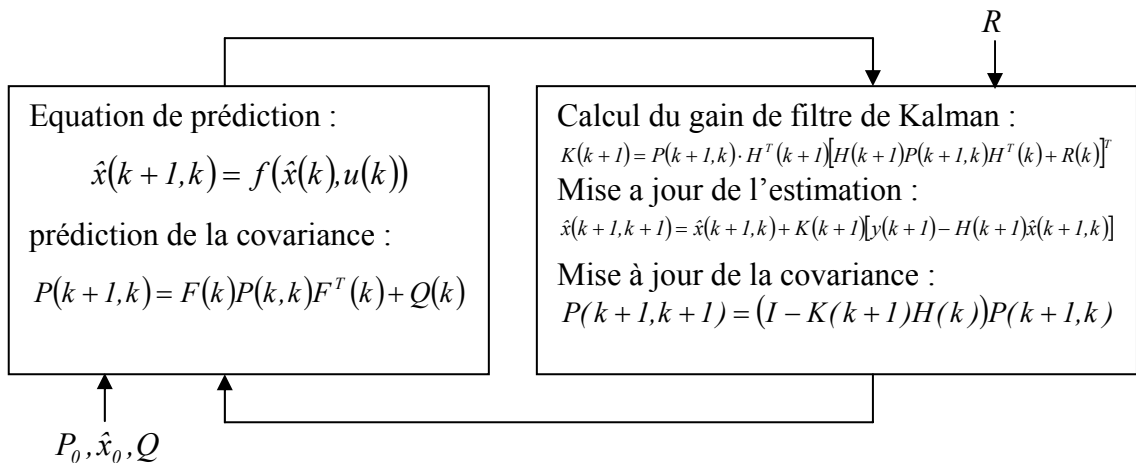 R
Equation de prédiction :
x̂(k + 1,k) = f(x̂(k),u(k))
prédiction de la covariance :
P(k + 1,k) = F(k)P(k,k)F^T(k) + Q(k)
Calcul du gain de filtre de Kalman :
K(k + 1) = P(k + 1,k)· H^T(k + 1)[H(k + 1)P(k + 1,k)H^T(k) + R(k)]^T
Mise a jour de l’estimation :
x̂(k + 1,k + 1) = x̂(k + 1,k) + K(k + 1)[y(k + 1) − H(k + 1)x̂(k + 1,k)]
Mise à jour de la covariance :
P(k + 1,k + 1) = (I − K(k + 1)H(k))P(k + 1,k)
P₀,x̂₀,Q